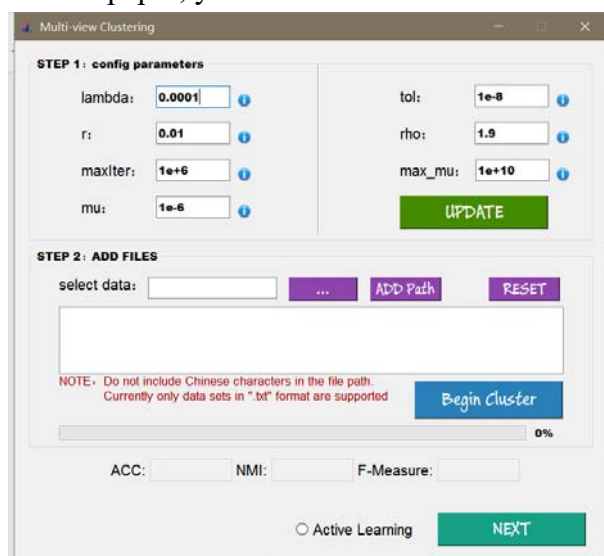 Multi-view Clustering
STEP 1: config parameters
lambda: 0.0001 tol: 1e-8
r: 0.01 rho: 1.9
maxIter: 1e+6 max_mu: 1e+10
mu: 1e-6 UPDATE
STEP 2: ADD FILES
select data: ... ADD Path RESET
NOTE: Do not include Chinese characters in the file path.
Currently only data sets in ".txt" format are supported
Begin Cluster
0%
ACC: NMI: F-Measure:
Active Learning NEXT